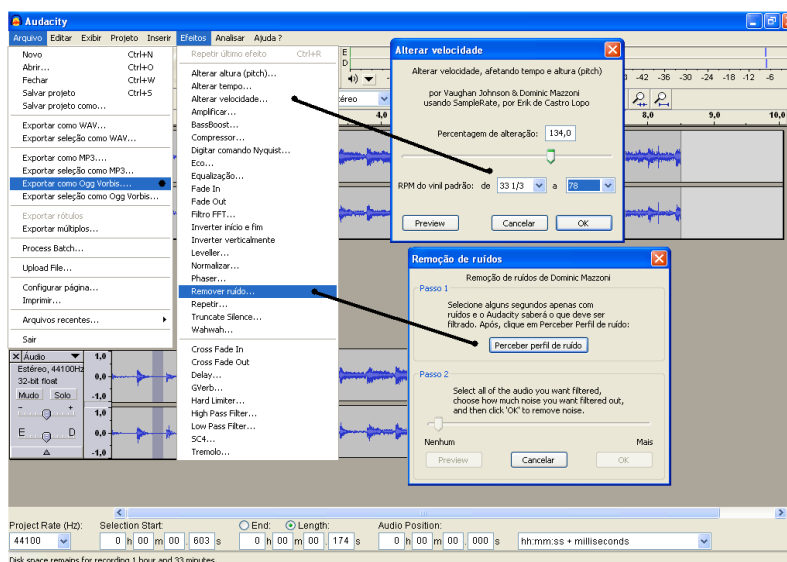 Audacity
Arquivo Editar Exibir Projeto Inserir Efeitos Analisar Ajuda ?
Novo Ctrl+N
Abrir... Ctrl+O
Fechar Ctrl+W
Salvar projeto Ctrl+S
Salvar projeto como...
Exportar como WAV...
Exportar seleção como WAV...
Exportar como MP3....
Exportar seleção como MP3...
Exportar como Ogg Vorbis....
Exportar seleção como Ogg Vorbis...
Exportar rótulos
Exportar múltiplos...
Process Batch...
Upload File...
Configurar página...
Imprimir...
Arquivos recentes...
Sair
Repetir último efeito Ctrl+R
Alterar altura (pitch)...
Alterar tempo...
Alterar velocidade...
Amplificar...
BassBoost...
Compressor...
Digitar comando Nyquist...
Eco...
Equalização...
Fade In
Fade Out
Filtro FFT...
Inverter início e fim
Inverter verticalmente
Leveller...
Normalizar...
Phaser...
Remover ruído...
Repetir...
Truncate Silence...
Wahwah...
Cross Fade In
Cross Fade Out
Delay...
GVerb...
Hard Limiter...
High Pass Filter...
Low Pass Filter...
SC4...
Tremolo...
E
D
-42 -36 -30 -24 -18 -12 -6
4,0 8,0 9,0 10,0
Alterar velocidade
Alterar velocidade, afetando tempo e altura (pitch)
por Vaughan Johnson & Dominic Mazzoni
usando SampleRate, por Erik de Castro Lopo
Percentagem de alteração: 134,0
RPM do vinil padrão: de 33 1/3 a 78
Preview Cancelar OK
Remoção de ruídos
Remoção de ruídos de Dominic Mazzoni
Passo 1
Selecione alguns segundos apenas com
ruídos e o Audacity saberá o que deve ser
filtrado. Após, clique em Perceber Perfil de ruído:
Perceber perfil de ruído
Passo 2
Select all of the audio you want filtered,
choose how much noise you want filtered out,
and then click 'OK' to remove noise.
Nenhum Mais
Preview Cancelar OK
X Áudio 1,0
Estéreo, 44100Hz
32-bit float 0,0
Mudo Solo -1,0
- + 1,0
E D 0,0
-1,0
Project Rate (Hz): Selection Start: End: Length: Audio Position:
44100 0 h 00 m 00 . 603 s 0 h 00 m 00 . 174 s 0 h 00 m 00 . 000 s hh:mm:ss + milliseconds
Disk space remains for recording 1 hour and 33 minutes